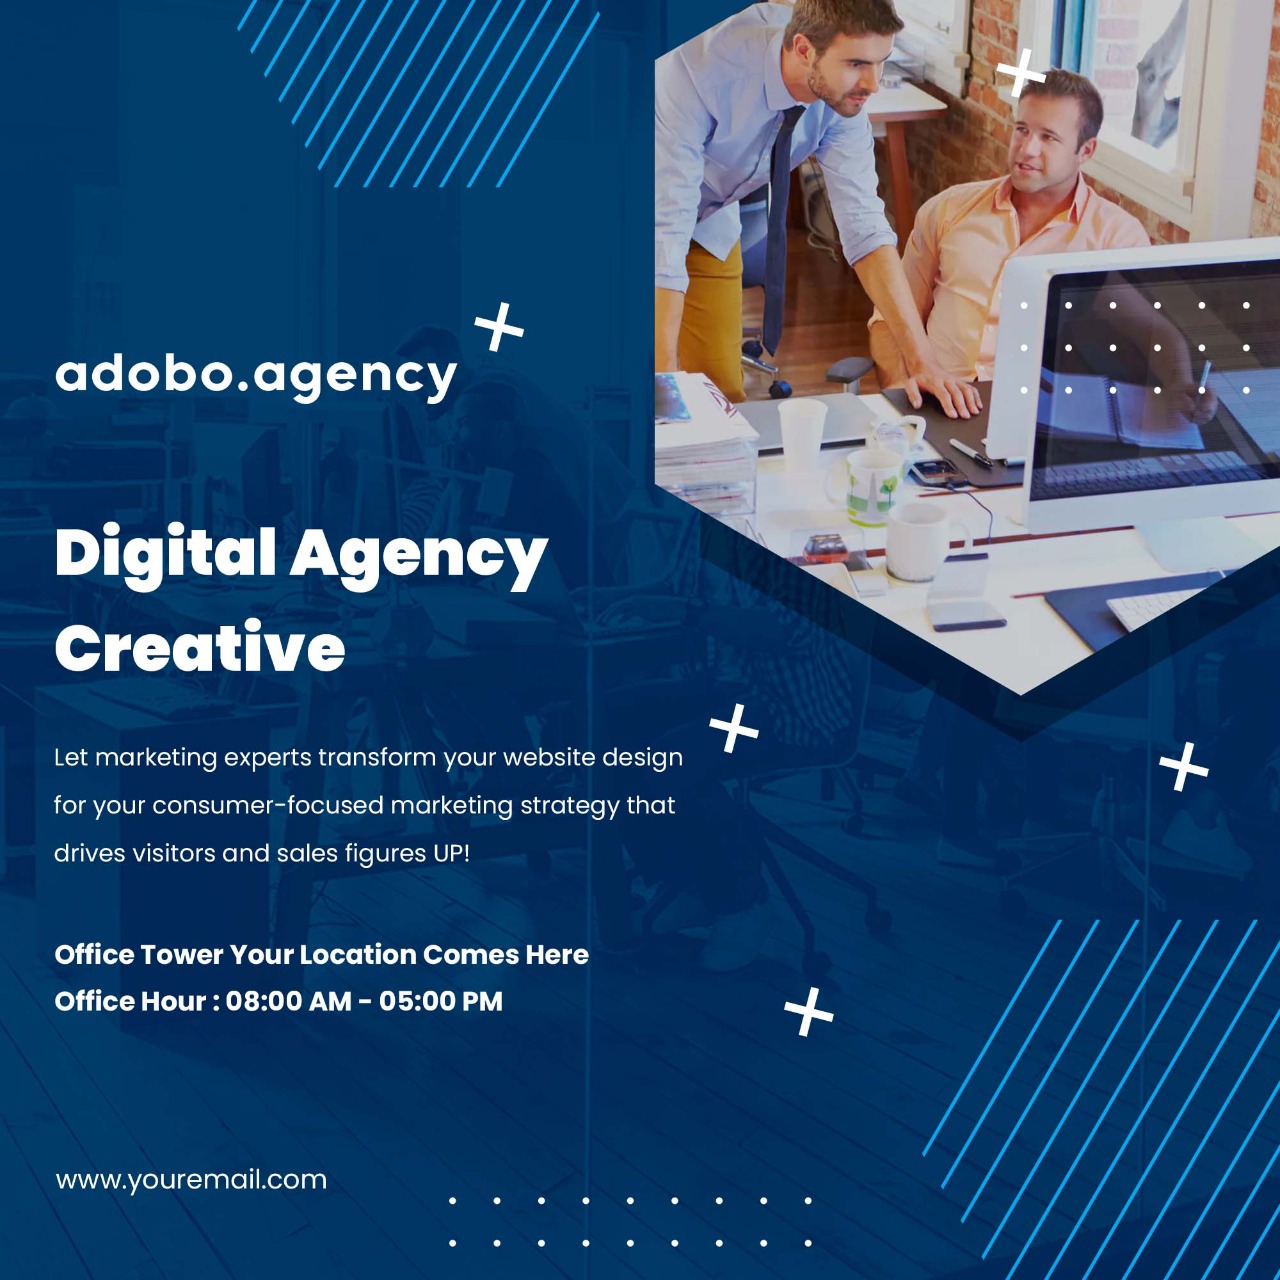 adobo.agency
Digital Agency
Creative
Let marketing experts transform your website design
for your consumer-focused marketing strategy that
drives visitors and sales figures UP!
Office Tower Your Location Comes Here
Office Hour : 08:00 AM - 05:00 PM
www.youremail.com